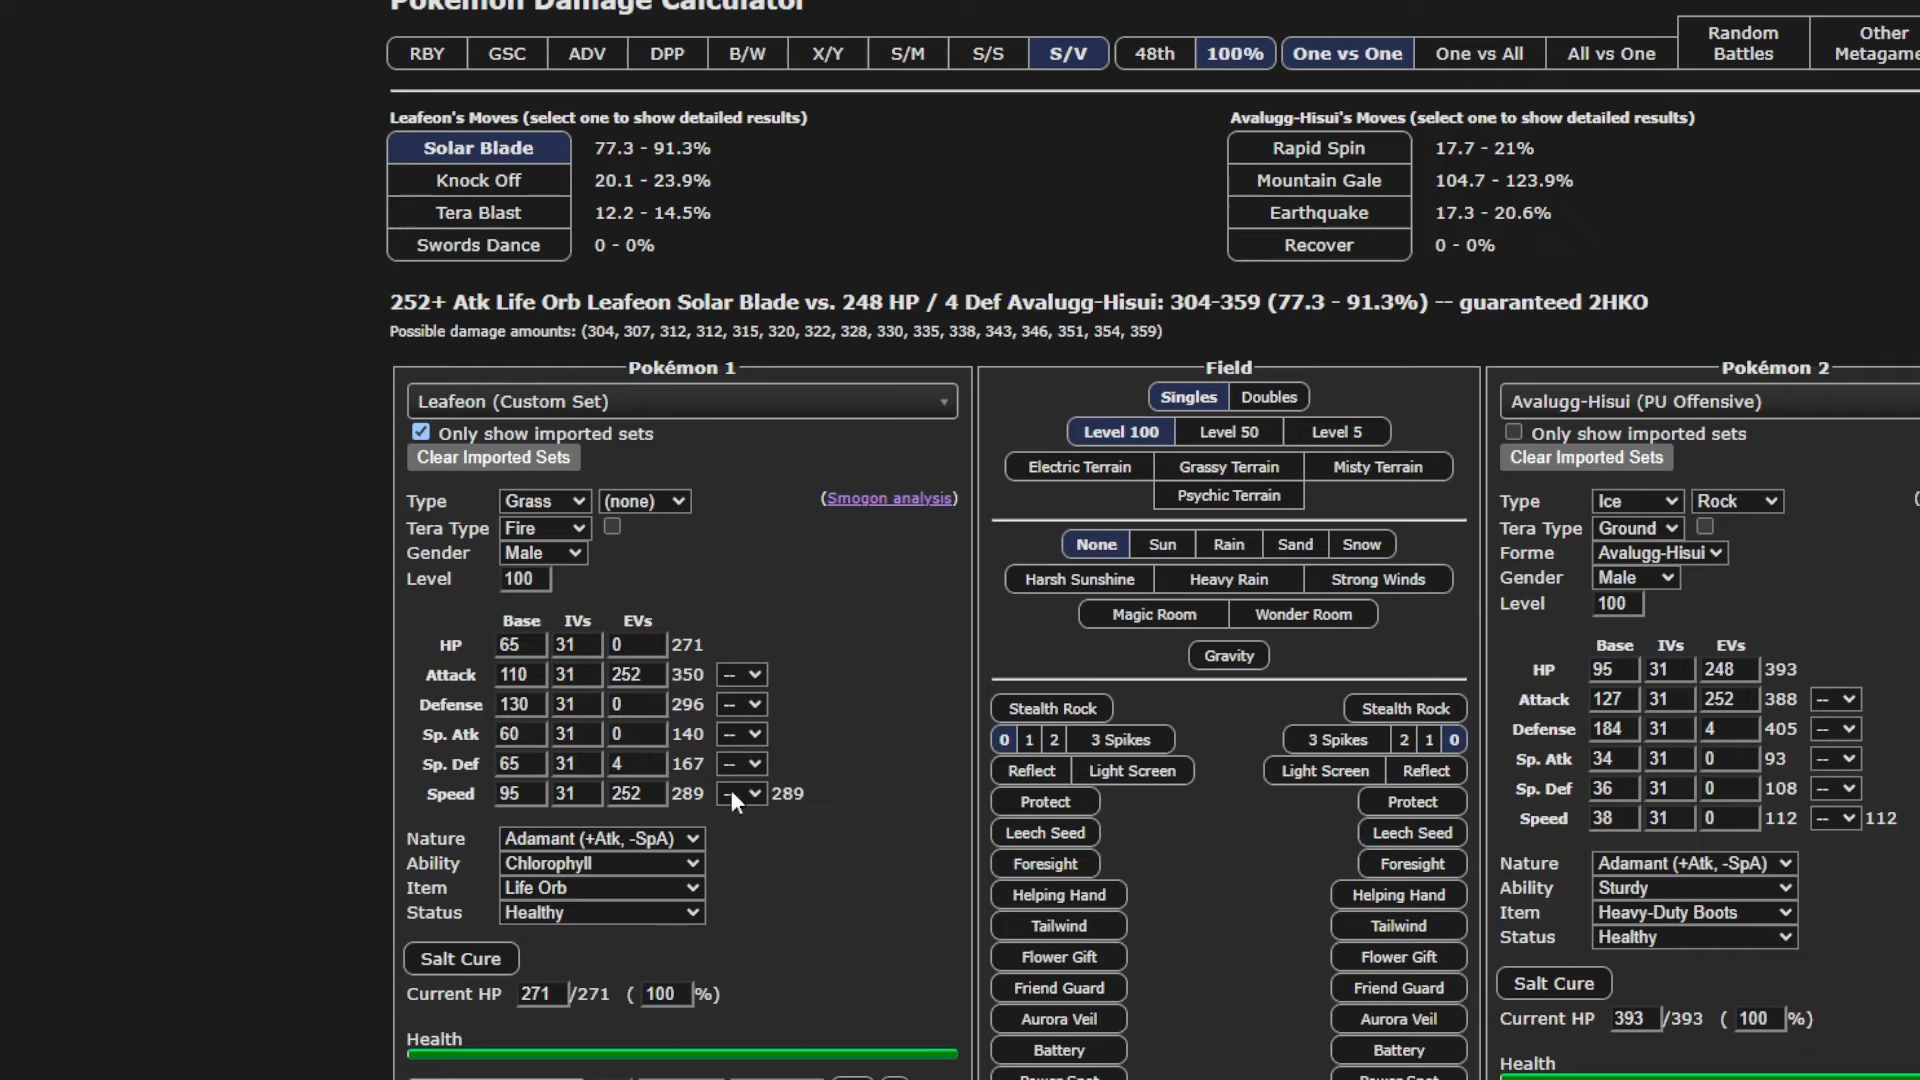 Pokémon Damage Calculator
RBY GSC ADV DPP B/W X/Y S/M S/S S/V 48th 100% One vs One One vs All All vs One Random Battles Other
Leafeon's Moves (select one to show detailed results)
Solar Blade 77.3 - 91.3%
Knock Off 20.1 - 23.9%
Tera Blast 12.2 - 14.5%
Swords Dance 0 - 0%
Avalugg-Hisui's Moves (select one to show detailed results)
Rapid Spin 17.7 - 21%
Mountain Gale 104.7 - 123.9%
Earthquake 17.3 - 20.6%
Recover 0 - 0%
252+ Atk Life Orb Leafeon Solar Blade vs. 248 HP / 4 Def Avalugg-Hisui: 304-359 (77.3 - 91.3%) -- guaranteed 2HKO
Possible damage amounts: (304, 307, 312, 312, 315, 320, 322, 328, 330, 335, 338, 343, 346, 351, 354, 359)
Pokémon 1
Leafeon (Custom Set)
Only show imported sets
Clear Imported Sets
Type Grass (none) (Smogon analysis)
Tera Type Fire
Gender Male
Level 100
Base IVs EVs
HP 65 31 0 271
Attack 110 31 252 350 --
Defense 130 31 0 296 --
Sp. Atk 60 31 0 140 --
Sp. Def 65 31 4 167 --
Speed 95 31 252 289 -- 289
Nature Adamant (+Atk, -SpA)
Ability Chlorophyll
Item Life Orb
Status Healthy
Salt Cure
Current HP 271 /271 ( 100 %)
Health
Field
Singles Doubles
Level 100 Level 50 Level 5
Electric Terrain Grassy Terrain Misty Terrain
Psychic Terrain
None Sun Rain Sand Snow
Harsh Sunshine Heavy Rain Strong Winds
Magic Room Wonder Room
Gravity
Stealth Rock Stealth Rock
0 1 2 3 Spikes 3 Spikes 2 1 0
Reflect Light Screen Light Screen Reflect
Protect Protect
Leech Seed Leech Seed
Foresight Foresight
Helping Hand Helping Hand
Tailwind Tailwind
Flower Gift Flower Gift
Friend Guard Friend Guard
Aurora Veil Aurora Veil
Battery Battery
Pokémon 2
Avalugg-Hisui (PU Offensive)
Only show imported sets
Clear Imported Sets
Type Ice Rock (
Tera Type Ground
Forme Avalugg-Hisui
Gender Male
Level 100
Base IVs EVs
HP 95 31 248 393
Attack 127 31 252 388 --
Defense 184 31 4 405 --
Sp. Atk 34 31 0 93 --
Sp. Def 36 31 0 108 --
Speed 38 31 0 112 -- 112
Nature Adamant (+Atk, -SpA)
Ability Sturdy
Item Heavy-Duty Boots
Status Healthy
Salt Cure
Current HP 393 /393 ( 100 %)
Health